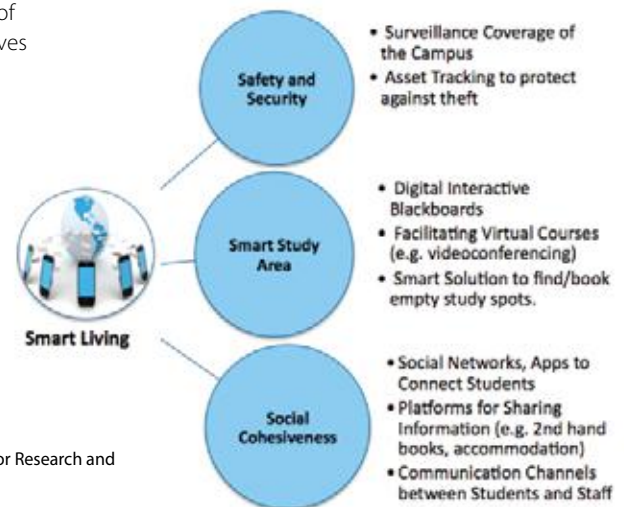 of
ves
Safety and
Security
• Surveillance Coverage of
the Campus
• Asset Tracking to protect
against theft
Smart Living
Smart Study
Area
• Digital Interactive
Blackboards
• Facilitating Virtual Courses
(e.g. videoconferencing)
• Smart Solution to find/book
empty study spots.
Social
Cohesiveness
• Social Networks, Apps to
Connect Students
• Platforms for Sharing
Information (e.g. 2nd hand
books, accommodation)
• Communication Channels
between Students and Staff
or Research and